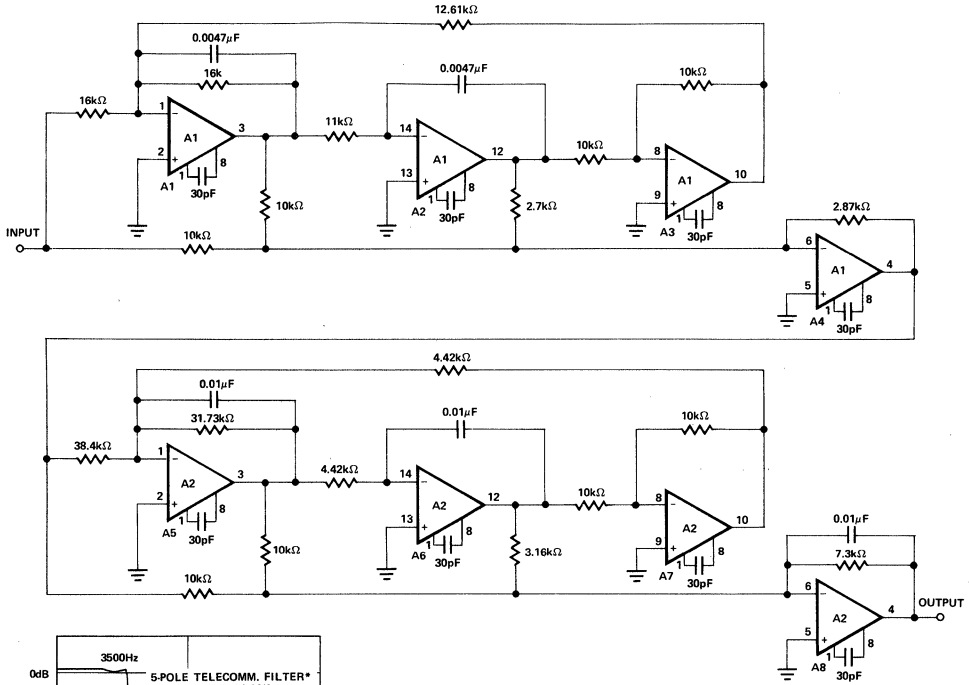 12.61kΩ
0.0047μF
16k
16kΩ
1
−
A1
3
2
+
1
8
A1
30pF
10kΩ
11kΩ
0.0047μF
14
−
A1
12
13
+
1
8
A2
30pF
2.7kΩ
10kΩ
10kΩ
8
−
A1
10
9
+
1
8
A3
30pF
INPUT
10kΩ
2.87kΩ
6
−
A1
4
5
+
1
8
A4
30pF
4.42kΩ
0.01μF
31.73kΩ
38.4kΩ
1
−
A2
3
2
+
1
8
A5
30pF
10kΩ
4.42kΩ
0.01μF
14
−
A2
12
13
+
1
8
A6
30pF
3.16kΩ
10kΩ
10kΩ
8
−
A2
10
9
+
1
8
A7
30pF
10kΩ
0.01μF
7.3kΩ
6
−
A2
4
5
+
1
8
A8
30pF
OUTPUT
3500Hz
0dB
5-POLE TELECOMM. FILTER*